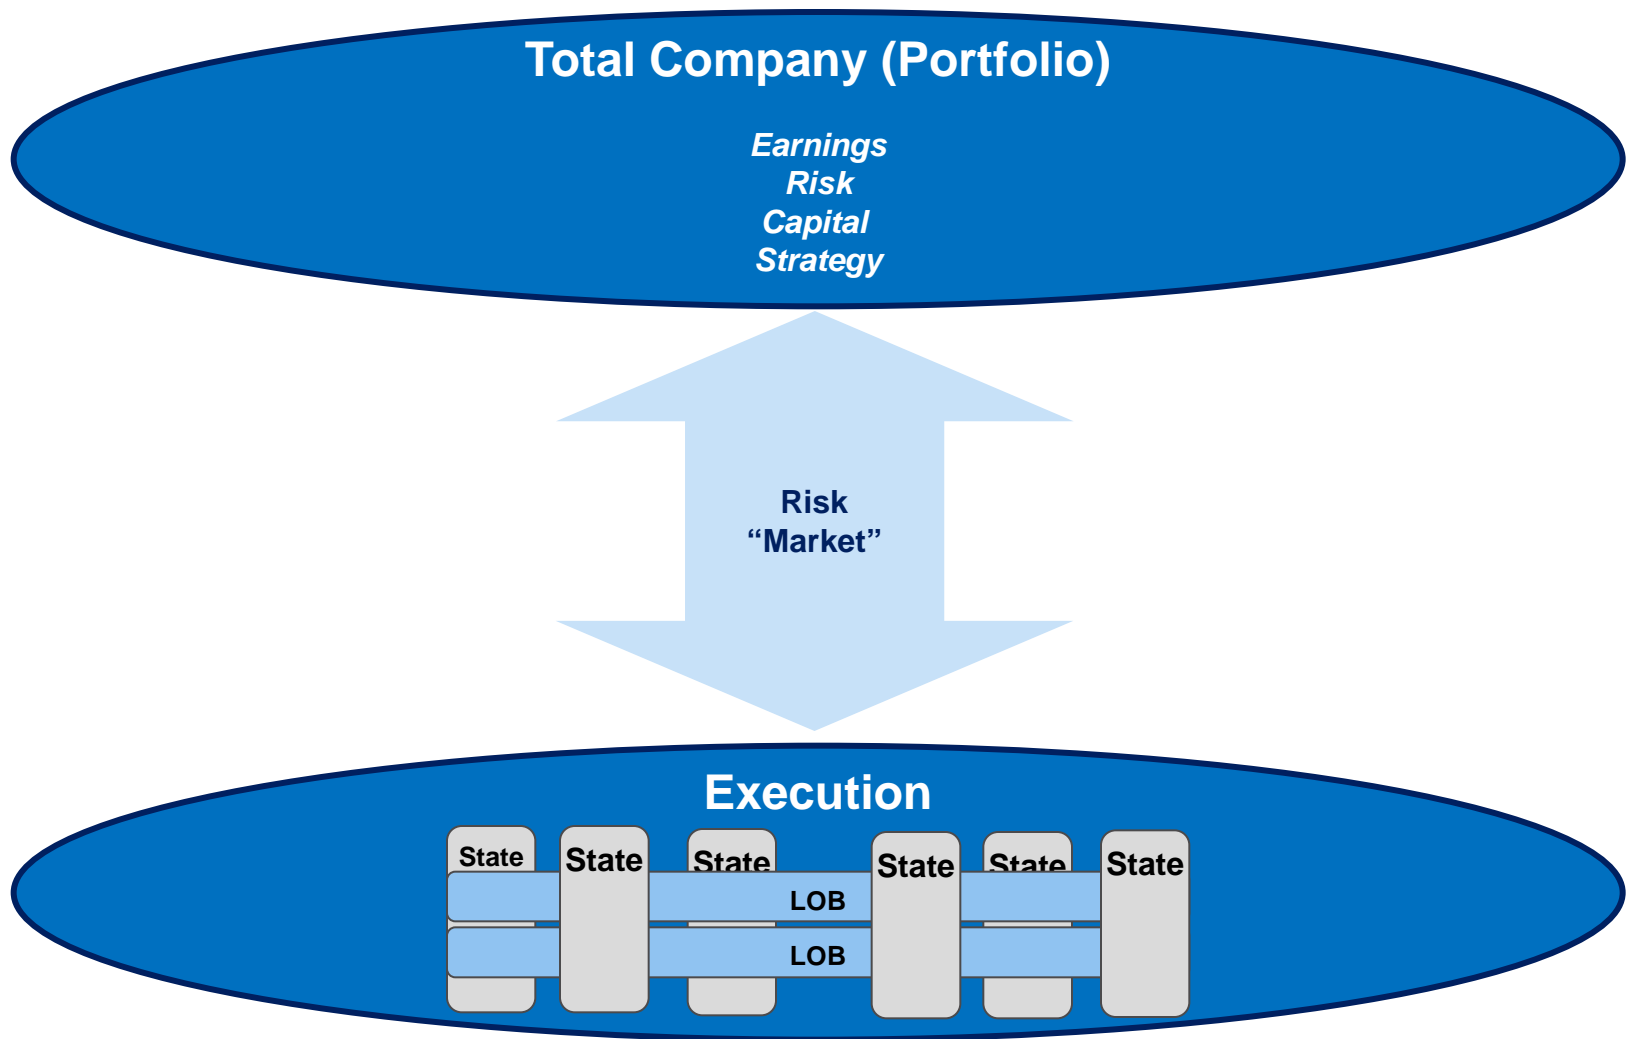 Total Company (Portfolio)
Earnings
Risk
Capital
Strategy
Risk
“Market”
Execution
State State State State State State
LOB
LOB